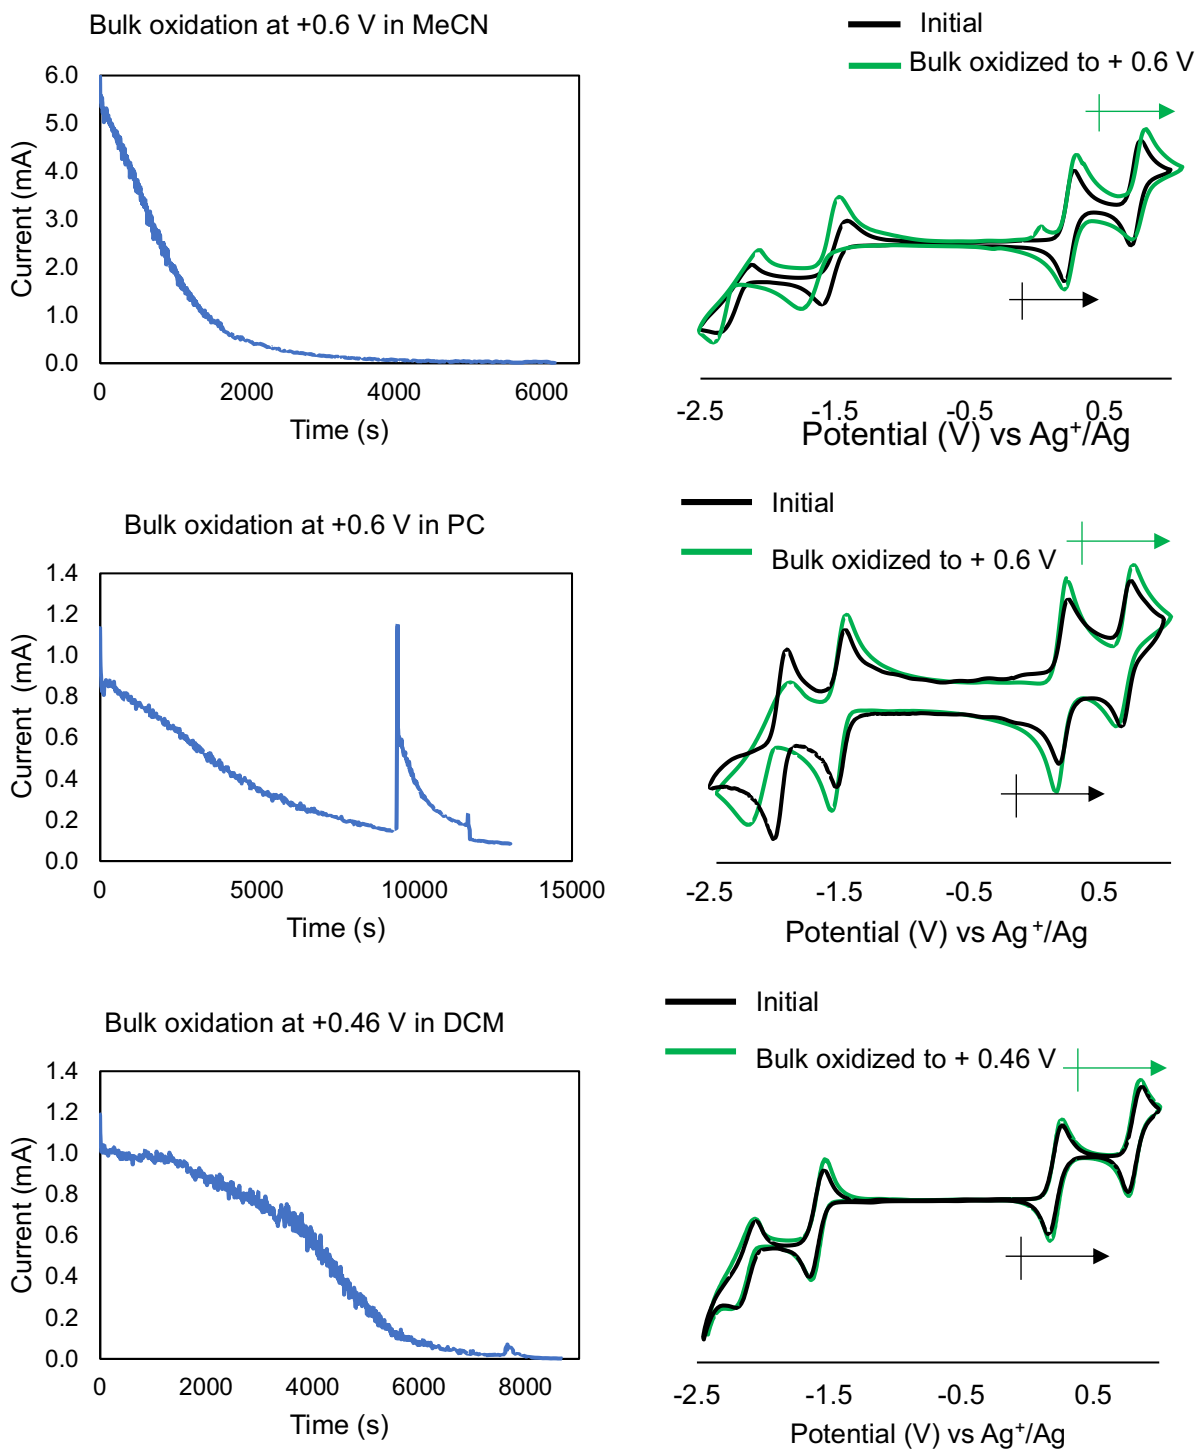 Bulk oxidation at +0.6 V in MeCN
6.0
5.0
4.0
3.0
2.0
1.0
0.0
Current (mA)
0 2000 4000 6000
Time (s)
Initial
Bulk oxidized to + 0.6 V
-2.5 -1.5 -0.5 0.5
Potential (V) vs Ag⁺/Ag
Bulk oxidation at +0.6 V in PC
1.4
1.2
1.0
0.8
0.6
0.4
0.2
0.0
Current (mA)
0 5000 10000 15000
Time (s)
Initial
Bulk oxidized to + 0.6 V
-2.5 -1.5 -0.5 0.5
Potential (V) vs Ag⁺/Ag
Bulk oxidation at +0.46 V in DCM
1.4
1.2
1.0
0.8
0.6
0.4
0.2
0.0
Current (mA)
0 2000 4000 6000 8000
Time (s)
Initial
Bulk oxidized to + 0.46 V
-2.5 -1.5 -0.5 0.5
Potential (V) vs Ag⁺/Ag